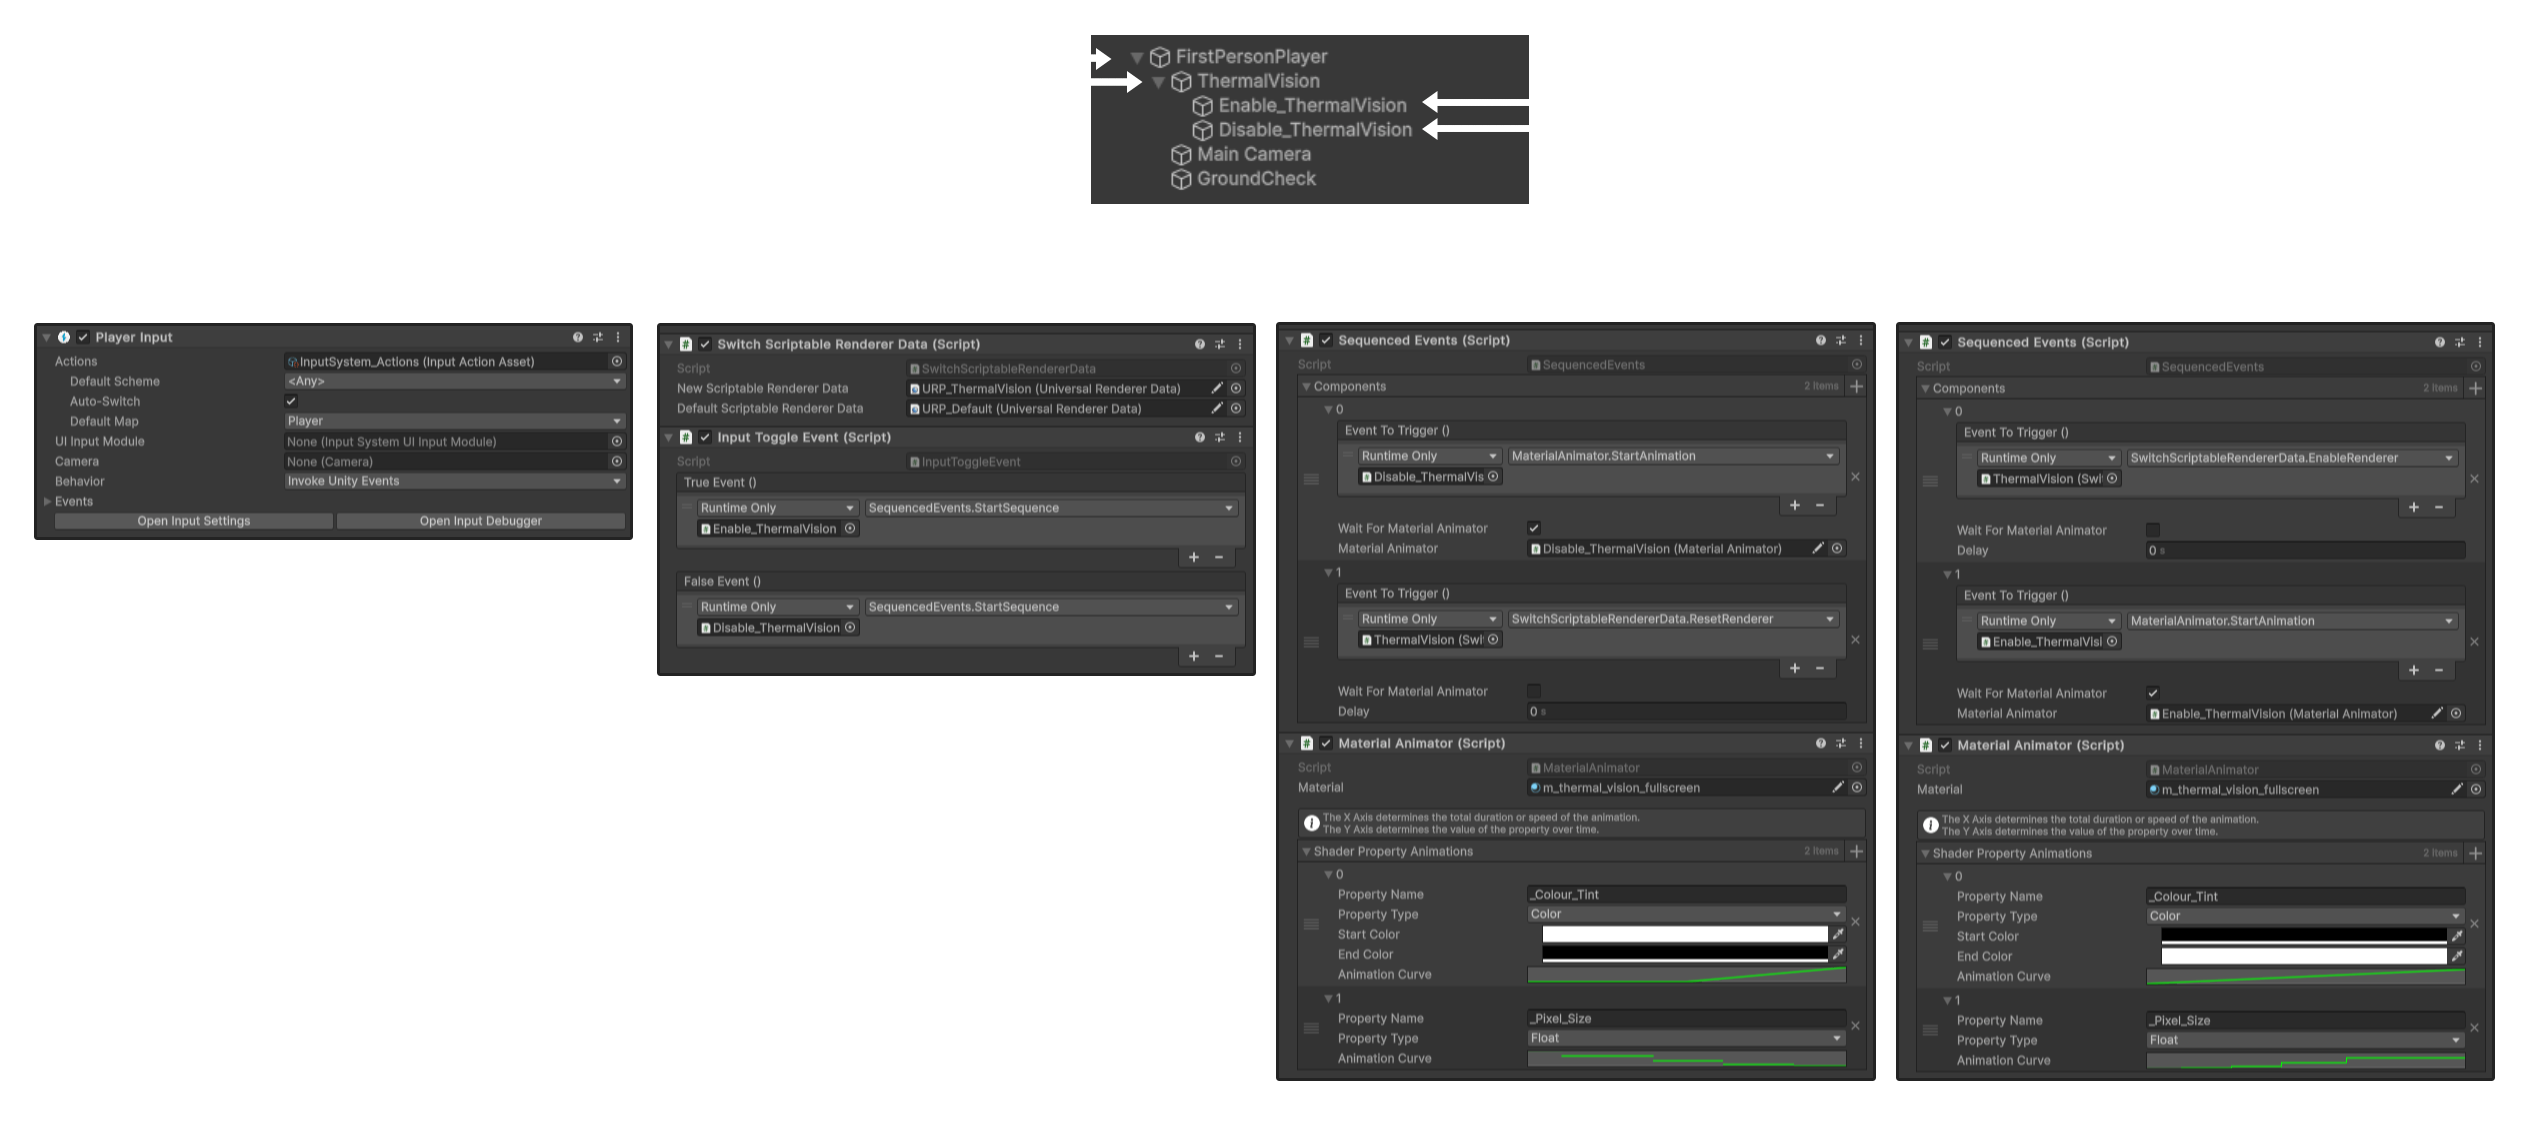 FirstPersonPlayer
ThermalVision
Enable_ThermalVision
Disable_ThermalVision
Main Camera
GroundCheck
Player Input
Actions InputSystem_Actions (Input Action Asset)
Default Scheme <Any>
Auto-Switch
Default Map Player
UI Input Module None (Input System UI Input Module)
Camera None (Camera)
Behavior Invoke Unity Events
Events
Open Input Settings Open Input Debugger
Switch Scriptable Renderer Data (Script)
Script SwitchScriptableRendererData
New Scriptable Renderer Data URP_ThermalVision (Universal Renderer Data)
Default Scriptable Renderer Data URP_Default (Universal Renderer Data)
Input Toggle Event (Script)
Script InputToggleEvent
True Event ()
Runtime Only SequencedEvents.StartSequence
Enable_ThermalVision
+ −
False Event ()
Runtime Only SequencedEvents.StartSequence
Disable_ThermalVision
+ −
Sequenced Events (Script)
Script SequencedEvents
Components 2 Items +
0
Event To Trigger ()
Runtime Only MaterialAnimator.StartAnimation
Disable_ThermalVis
+ −
Wait For Material Animator
Material Animator Disable_ThermalVision (Material Animator)
1
Event To Trigger ()
Runtime Only SwitchScriptableRendererData.ResetRenderer
ThermalVision (Swi
+ −
Wait For Material Animator
Delay 0 s
Material Animator (Script)
Script MaterialAnimator
Material m_thermal_vision_fullscreen
The X Axis determines the total duration or speed of the animation.
The Y Axis determines the value of the property over time.
Shader Property Animations 2 Items +
0
Property Name _Colour_Tint
Property Type Color
Start Color
End Color
Animation Curve
1
Property Name _Pixel_Size
Property Type Float
Animation Curve
Sequenced Events (Script)
Script SequencedEvents
Components 2 Items +
0
Event To Trigger ()
Runtime Only SwitchScriptableRendererData.EnableRenderer
ThermalVision (Swi
+ −
Wait For Material Animator
Delay 0 s
1
Event To Trigger ()
Runtime Only MaterialAnimator.StartAnimation
Enable_ThermalVisi
+ −
Wait For Material Animator
Material Animator Enable_ThermalVision (Material Animator)
Material Animator (Script)
Script MaterialAnimator
Material m_thermal_vision_fullscreen
The X Axis determines the total duration or speed of the animation.
The Y Axis determines the value of the property over time.
Shader Property Animations 2 Items +
0
Property Name _Colour_Tint
Property Type Color
Start Color
End Color
Animation Curve
1
Property Name _Pixel_Size
Property Type Float
Animation Curve